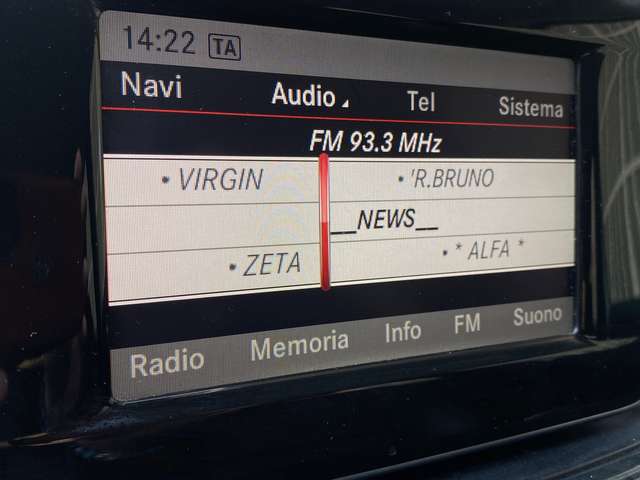 14:22 TA
Navi Audio Tel Sistema
FM 93.3 MHz
• VIRGIN • 'R.BRUNO
__NEWS__
• ZETA • * ALFA *
Radio Memoria Info FM Suono